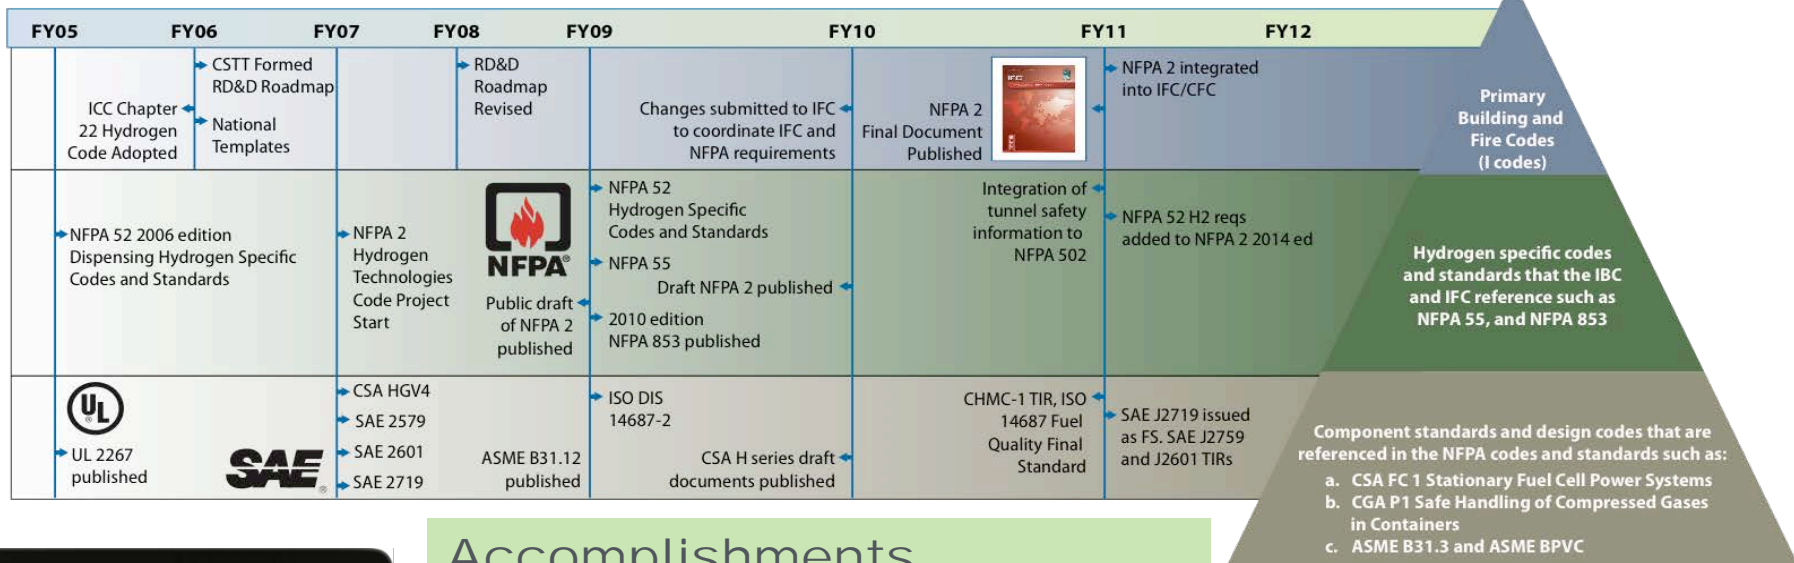 FY05 FY06 FY07 FY08 FY09 FY10 FY11 FY12
ICC Chapter
22 Hydrogen
Code Adopted
CSTT Formed
RD&D Roadmap
National
Templates
RD&D
Roadmap
Revised
Changes submitted to IFC
to coordinate IFC and
NFPA requirements
NFPA 2
Final Document
Published
IFC
NFPA 2 integrated
into IFC/CFC
Primary
Building and
Fire Codes
(I codes)
NFPA 52 2006 edition
Dispensing Hydrogen Specific
Codes and Standards
NFPA 2
Hydrogen
Technologies
Code Project
Start
NFPA®
Public draft
of NFPA 2
published
NFPA 52
Hydrogen Specific
Codes and Standards
NFPA 55
Draft NFPA 2 published
2010 edition
NFPA 853 published
Integration of
tunnel safety
information to
NFPA 502
NFPA 52 H2 reqs
added to NFPA 2 2014 ed
Hydrogen specific codes
and standards that the IBC
and IFC reference such as
NFPA 55, and NFPA 853
UL®
UL 2267
published
SAE®
CSA HGV4
SAE 2579
SAE 2601
SAE 2719
ASME B31.12
published
ISO DIS
14687-2
CSA H series draft
documents published
CHMC-1 TIR, ISO
14687 Fuel
Quality Final
Standard
SAE J2719 issued
as FS. SAE J2759
and J2601 TIRs
Component standards and design codes that are
referenced in the NFPA codes and standards such as:
a. CSA FC 1 Stationary Fuel Cell Power Systems
b. CGA P1 Safe Handling of Compressed Gases
in Containers
c. ASME B31.3 and ASME BPVC
Accomplishments